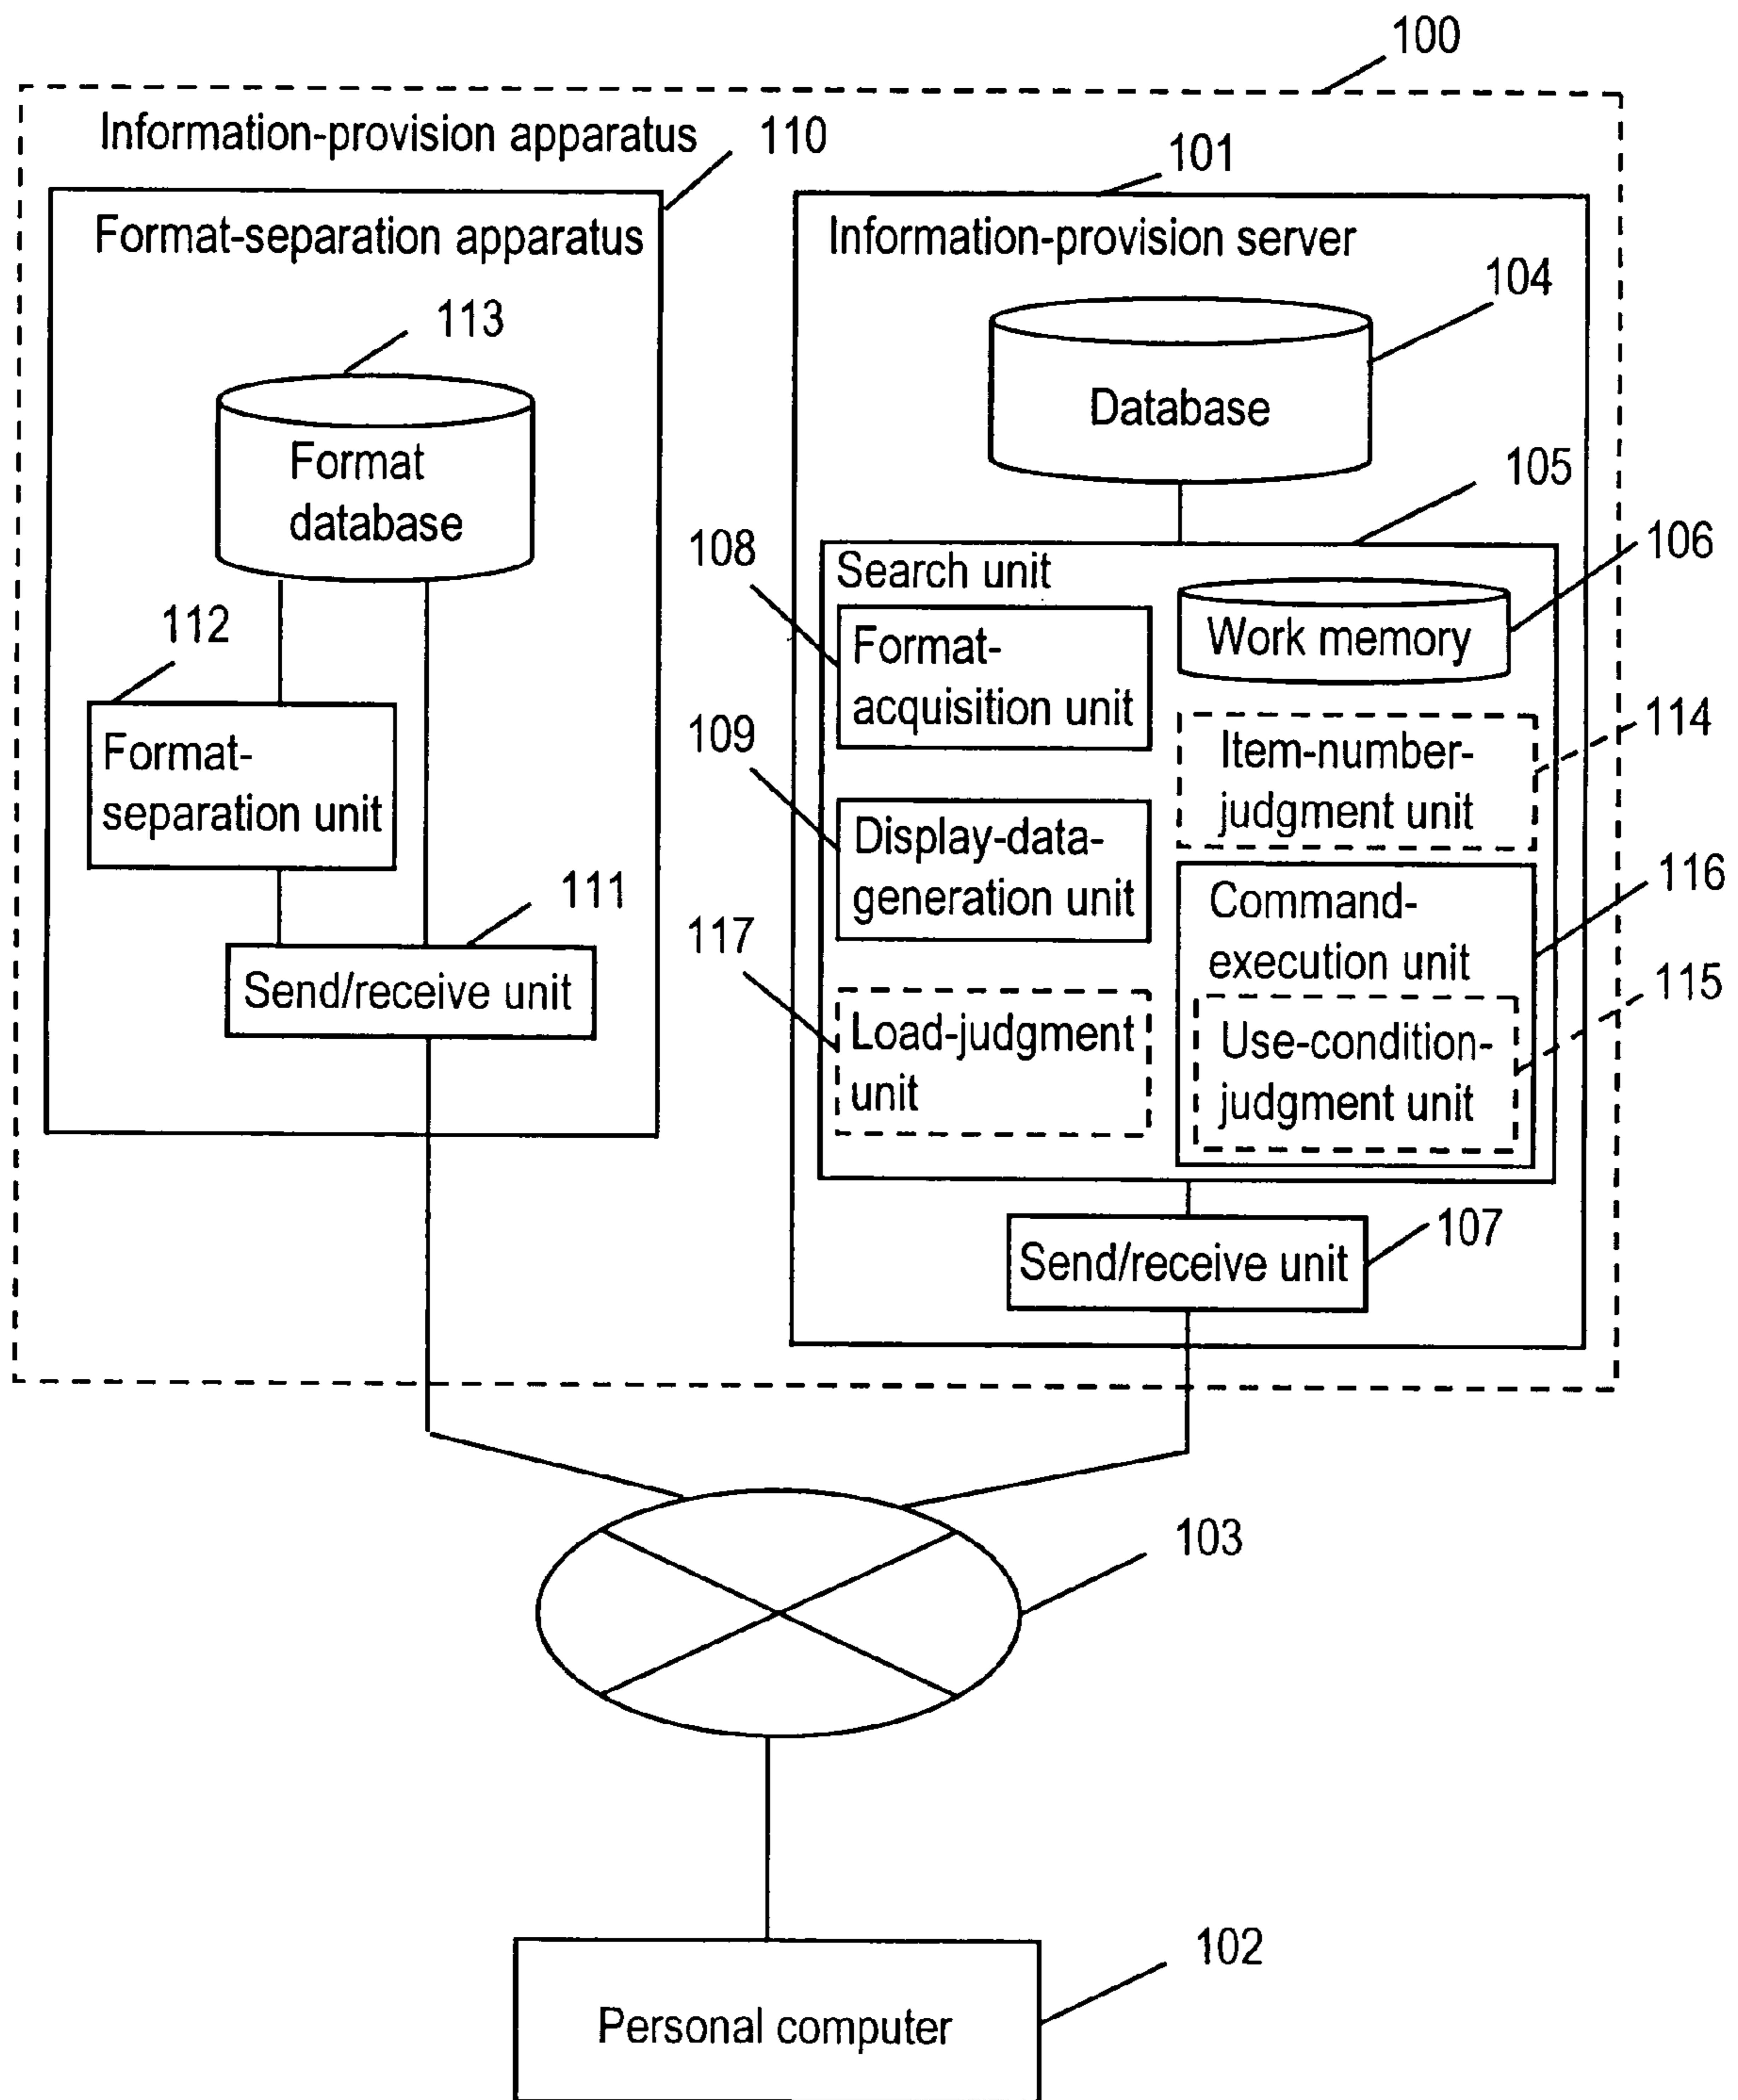 100
Information-provision apparatus
110
101
Format-separation apparatus
Information-provision server
104
113
Database
Format
database
105
108
106
Search unit
112
Work memory
Format-
acquisition unit
109
114
Format-
separation unit
Item-number-
judgment unit
Display-data-
generation unit
116
111
Command-
execution unit
117
115
Send/receive unit
Load-judgment
unit
Use-condition-
judgment unit
107
Send/receive unit
103
102
Personal computer